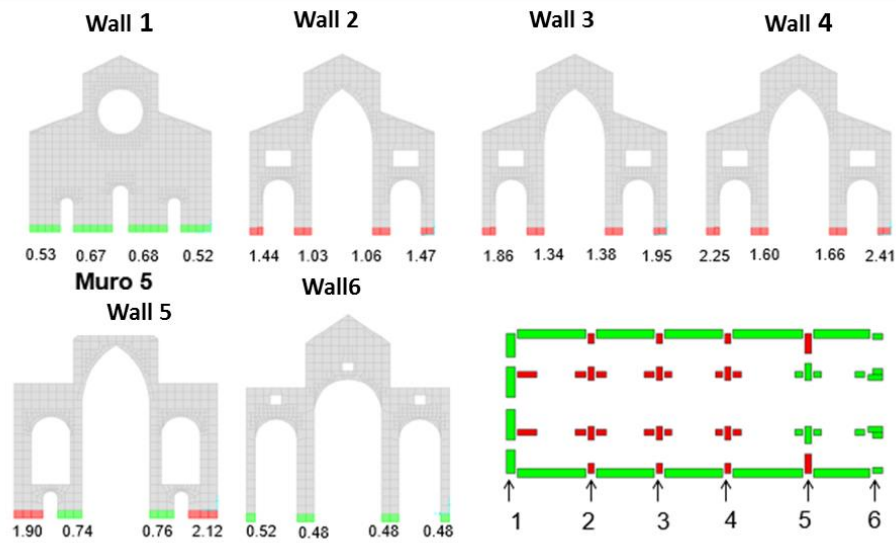 Wall 1
Wall 2
Wall 3
Wall 4
0.53 0.67 0.68 0.52
1.44 1.03 1.06 1.47
1.86 1.34 1.38 1.95
2.25 1.60 1.66 2.41
Muro 5
Wall 5
Wall6
1.90 0.74 0.76 2.12
0.52 0.48 0.48 0.48
1 2 3 4 5 6